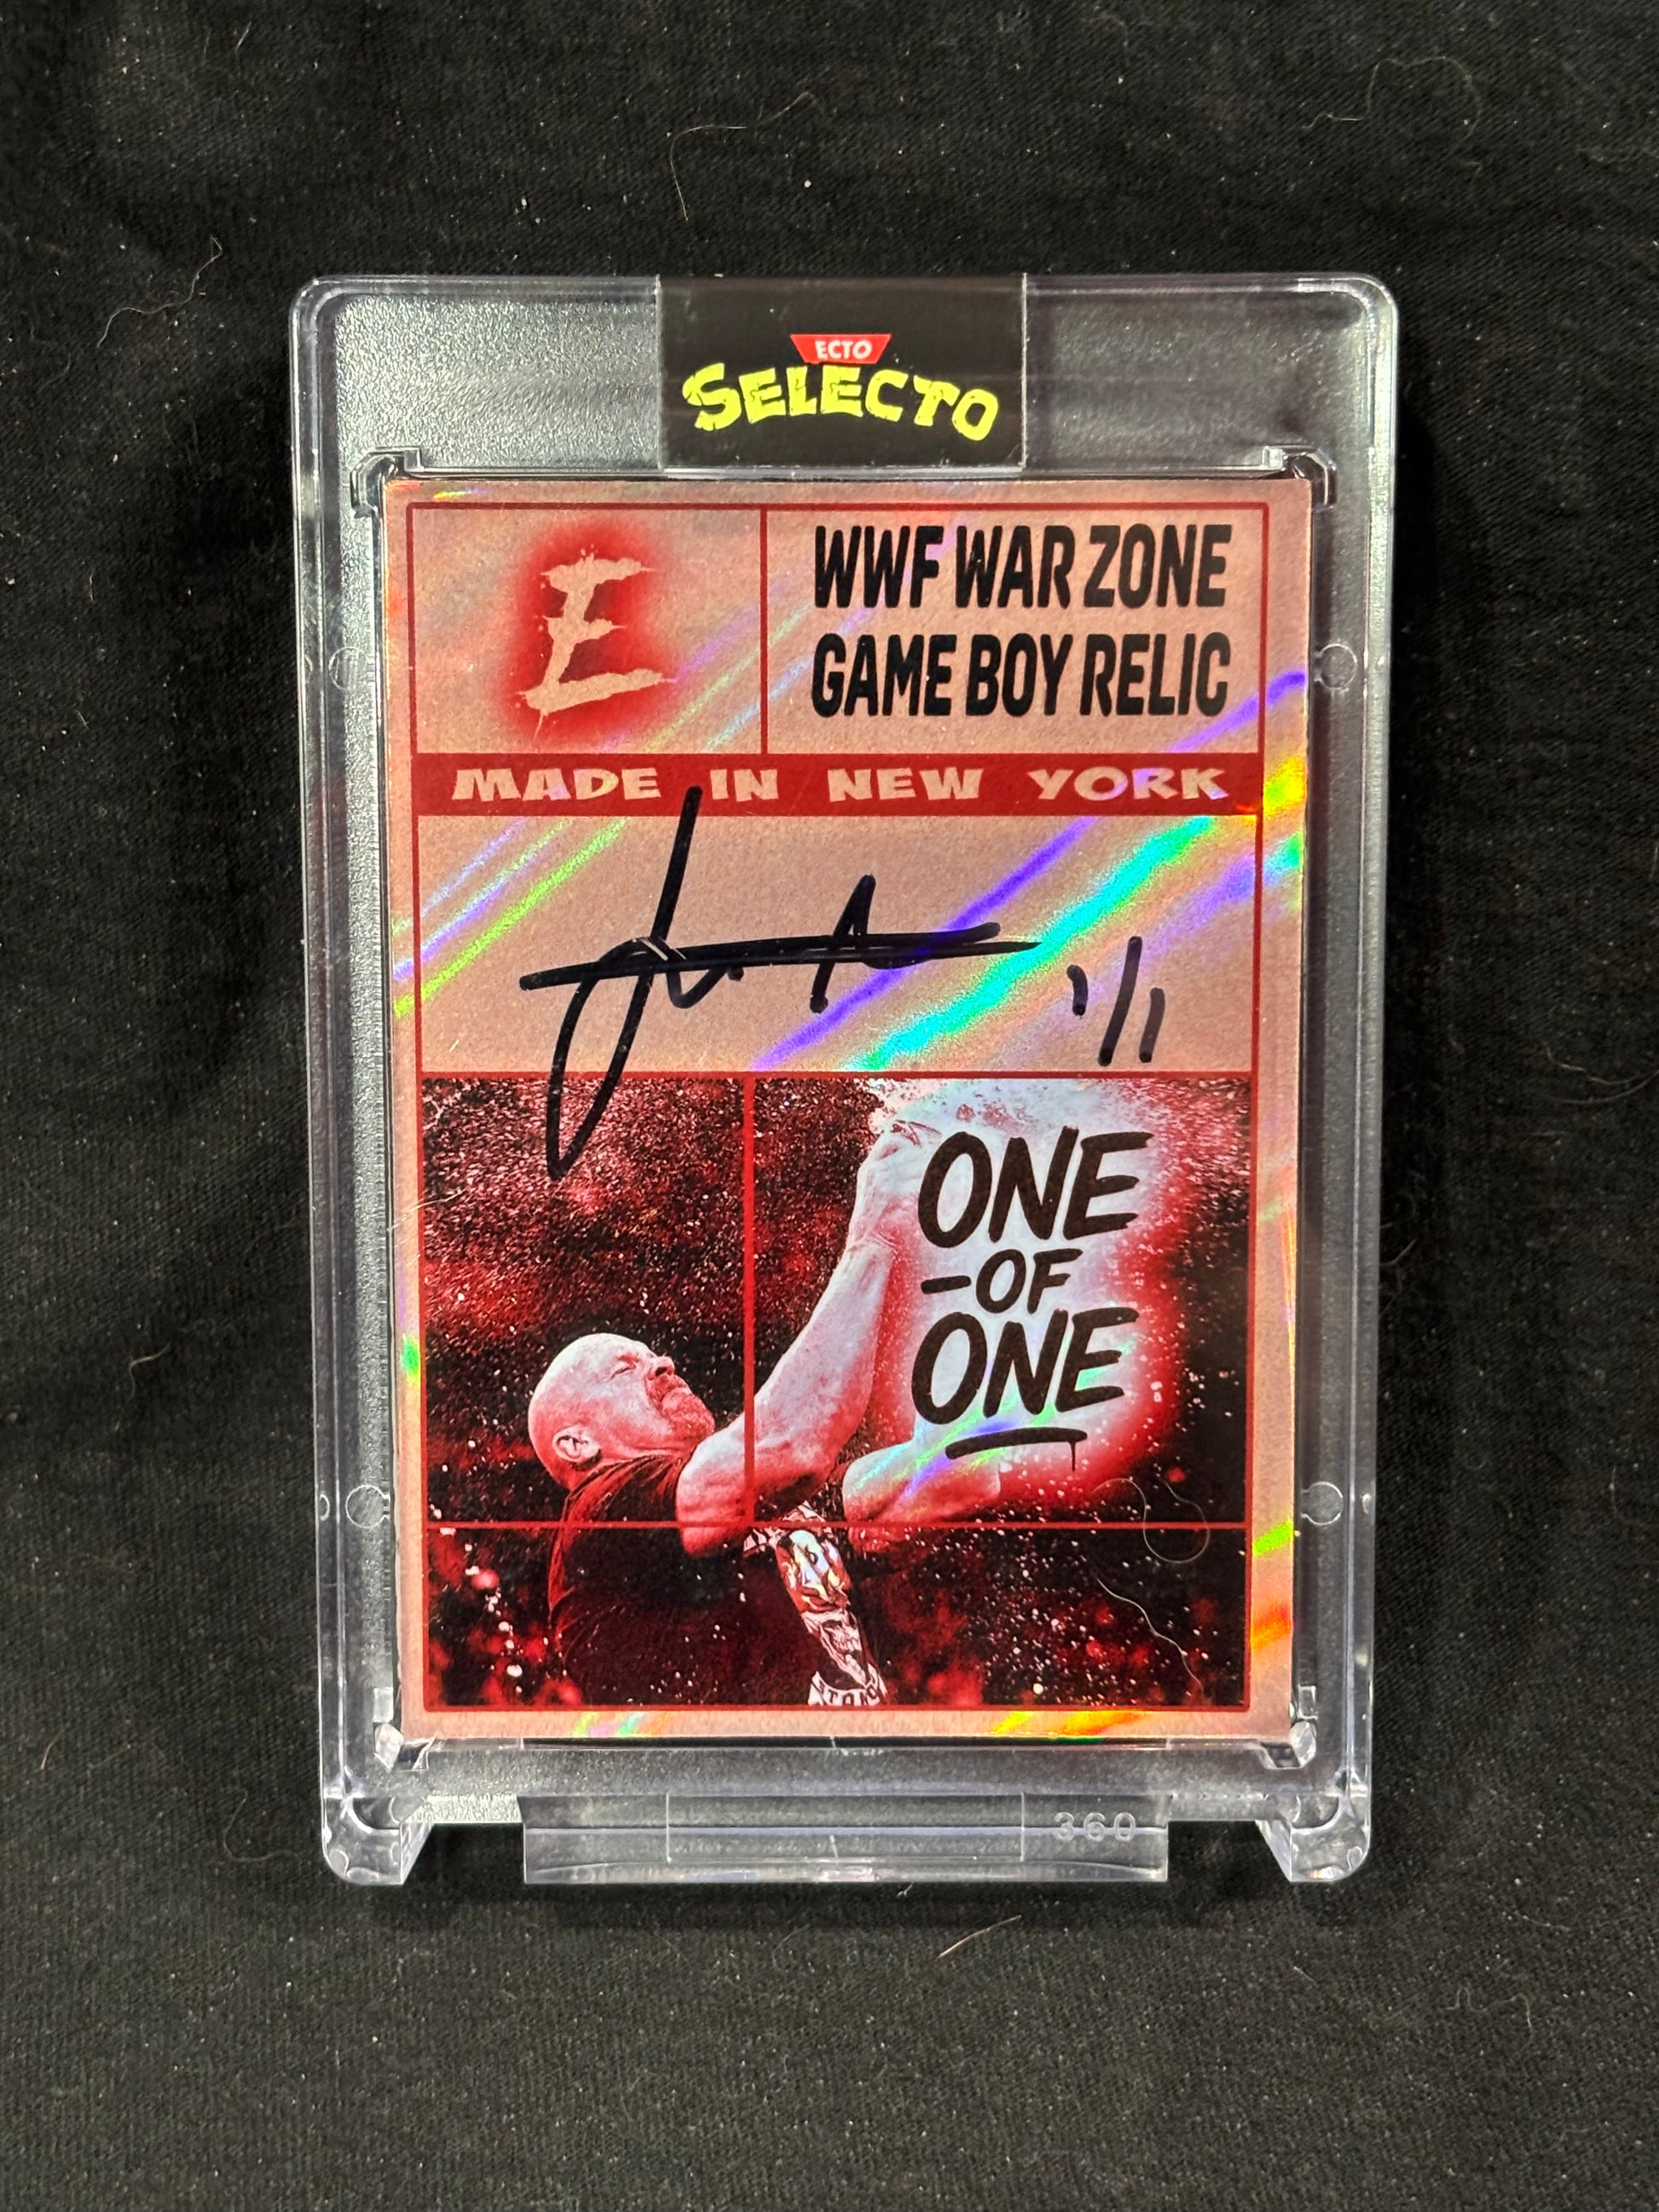 ECTO
SELECTO
E
WWF WAR ZONE
GAME BOY RELIC
MADE IN NEW YORK
1/1
ONE
-OF
ONE
360